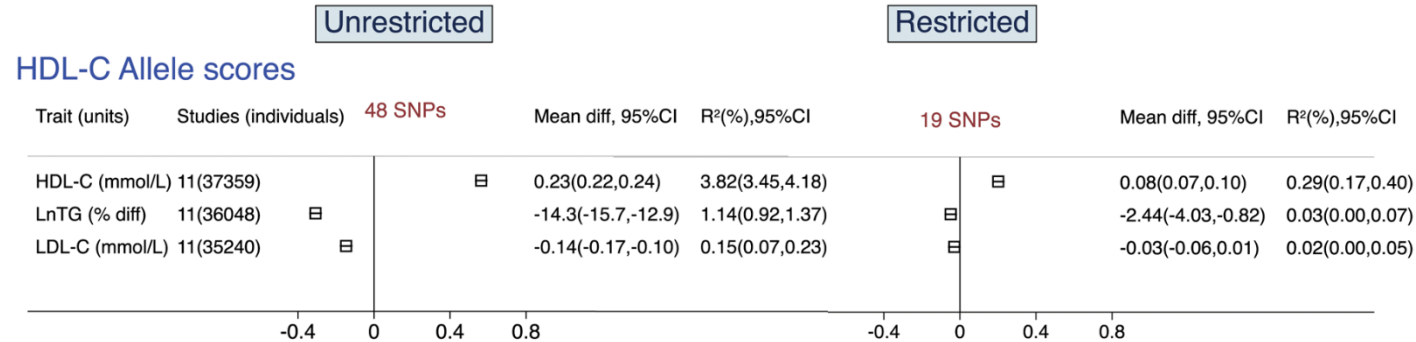 Unrestricted Restricted
HDL-C Allele scores
Trait (units) Studies (individuals) 48 SNPs Mean diff, 95%CI R²(%),95%CI 19 SNPs Mean diff, 95%CI R²(%),95%CI
HDL-C (mmol/L) 11(37359) 0.23(0.22,0.24) 3.82(3.45,4.18) 0.08(0.07,0.10) 0.29(0.17,0.40)
LnTG (% diff) 11(36048) -14.3(-15.7,-12.9) 1.14(0.92,1.37) -2.44(-4.03,-0.82) 0.03(0.00,0.07)
LDL-C (mmol/L) 11(35240) -0.14(-0.17,-0.10) 0.15(0.07,0.23) -0.03(-0.06,0.01) 0.02(0.00,0.05)
-0.4 0 0.4 0.8 -0.4 0 0.4 0.8